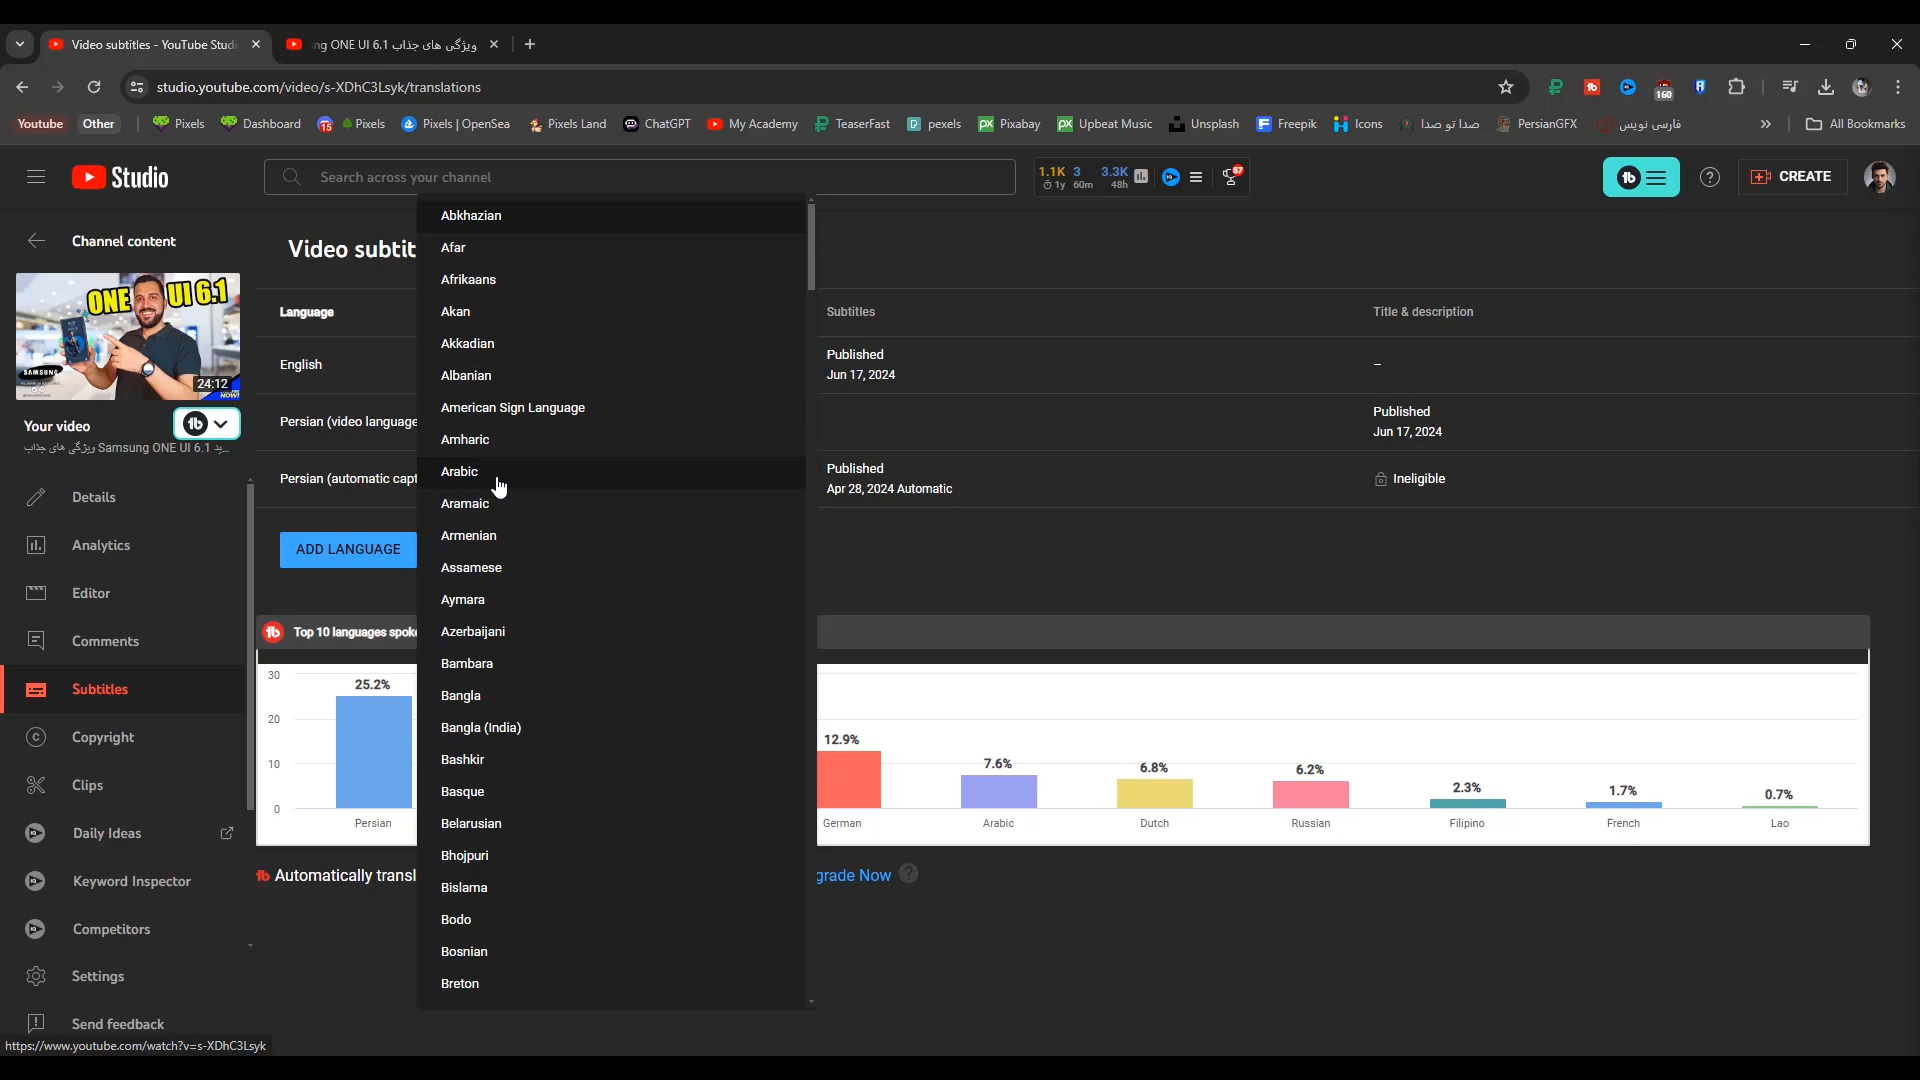 Video subtitles - YouTube Studi
ng ONE UI 6.1 ویژگی های جذاب
studio.youtube.com/video/s-XDhC3Lsyk/translations
160
Youtube
Other
Pixels
Dashboard
15
Pixels
Pixels | OpenSea
Pixels Land
ChatGPT
My Academy
TeaserFast
pexels
Pixabay
Upbeat Music
Unsplash
Freepik
Icons
صدا تو صدا
PersianGFX
فارسی نویس
»
All Bookmarks
Studio
Search across your channel
1.1K 3 3.3K
1y 60m 48h
57
CREATE
Channel content
ONE UI 6.1
SAMSUNG
24:12
NOW!
Your video
ویژگی های جذاب Samsung ONE UI 6.1 ید...
Details
Analytics
Editor
Comments
Subtitles
Copyright
Clips
Daily Ideas
Keyword Inspector
Competitors
Settings
Send feedback
https://www.youtube.com/watch?v=s-XDhC3Lsyk
Video subtit
Language
Subtitles
Title & description
English
Published
Jun 17, 2024
–
Persian (video language
Published
Jun 17, 2024
Persian (automatic capt
Published
Apr 28, 2024 Automatic
Ineligible
ADD LANGUAGE
Abkhazian
Afar
Afrikaans
Akan
Akkadian
Albanian
American Sign Language
Amharic
Arabic
Aramaic
Armenian
Assamese
Aymara
Azerbaijani
Bambara
Bangla
Bangla (India)
Bashkir
Basque
Belarusian
Bhojpuri
Bislama
Bodo
Bosnian
Breton
Top 10 languages spoke
30
20
10
0
25.2%
12.9%
7.6%
6.8%
6.2%
2.3%
1.7%
0.7%
Persian
German
Arabic
Dutch
Russian
Filipino
French
Lao
Automatically transl
grade Now